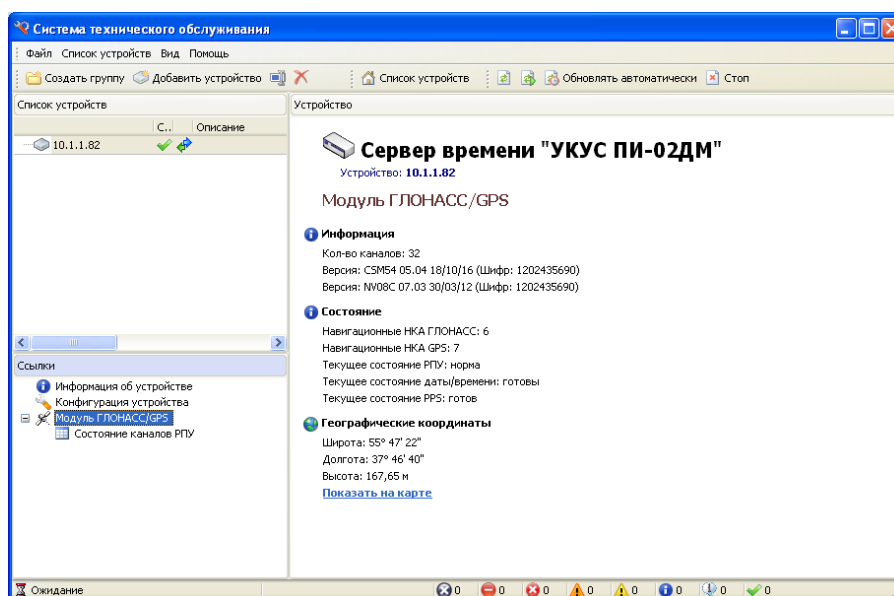 Система технического обслуживания
Файл Список устройств Вид Помощь
Создать группу Добавить устройство Список устройств Обновлять автоматически Стоп
Список устройств
С.. Описание
10.1.1.82
Ссылки
Информация об устройстве
Конфигурация устройства
Модуль ГЛОНАСС/GPS
Состояние каналов РПУ
Устройство
Сервер времени "УКУС ПИ-02ДМ"
Устройство: 10.1.1.82
Модуль ГЛОНАСС/GPS
Информация
Кол-во каналов: 32
Версия: CSM54 05.04 18/10/16 (Шифр: 1202435690)
Версия: NV08C 07.03 30/03/12 (Шифр: 1202435690)
Состояние
Навигационные НКА ГЛОНАСС: 6
Навигационные НКА GPS: 7
Текущее состояние РПУ: норма
Текущее состояние даты/времени: готовы
Текущее состояние PPS: готов
Географические координаты
Широта: 55° 47' 22"
Долгота: 37° 46' 40"
Высота: 167,65 м
Показать на карте
Ожидание 0 0 0 0 0 0 0 0